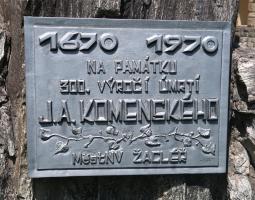 1670 1970
NA PAMÁTKU
300. VÝROČÍ ÚMRTÍ
J.A. KOMENSKÉHO
MěstNV ŽACLÉŘ